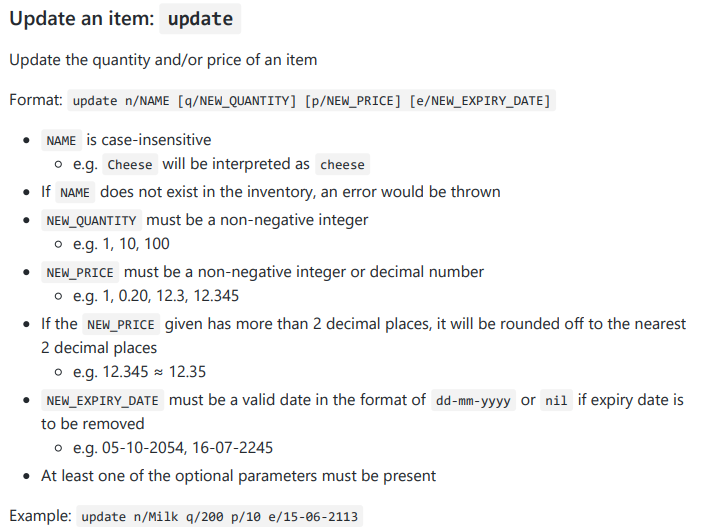 Update an item: update
Update the quantity and/or price of an item
Format: update n/NAME [q/NEW_QUANTITY] [p/NEW_PRICE] [e/NEW_EXPIRY_DATE]
• NAME is case-insensitive
◦ e.g. Cheese will be interpreted as cheese
• If NAME does not exist in the inventory, an error would be thrown
• NEW_QUANTITY must be a non-negative integer
◦ e.g. 1, 10, 100
• NEW_PRICE must be a non-negative integer or decimal number
◦ e.g. 1, 0.20, 12.3, 12.345
• If the NEW_PRICE given has more than 2 decimal places, it will be rounded off to the nearest
2 decimal places
◦ e.g. 12.345 ≈ 12.35
• NEW_EXPIRY_DATE must be a valid date in the format of dd-mm-yyyy or nil if expiry date is
to be removed
◦ e.g. 05-10-2054, 16-07-2245
• At least one of the optional parameters must be present
Example: update n/Milk q/200 p/10 e/15-06-2113